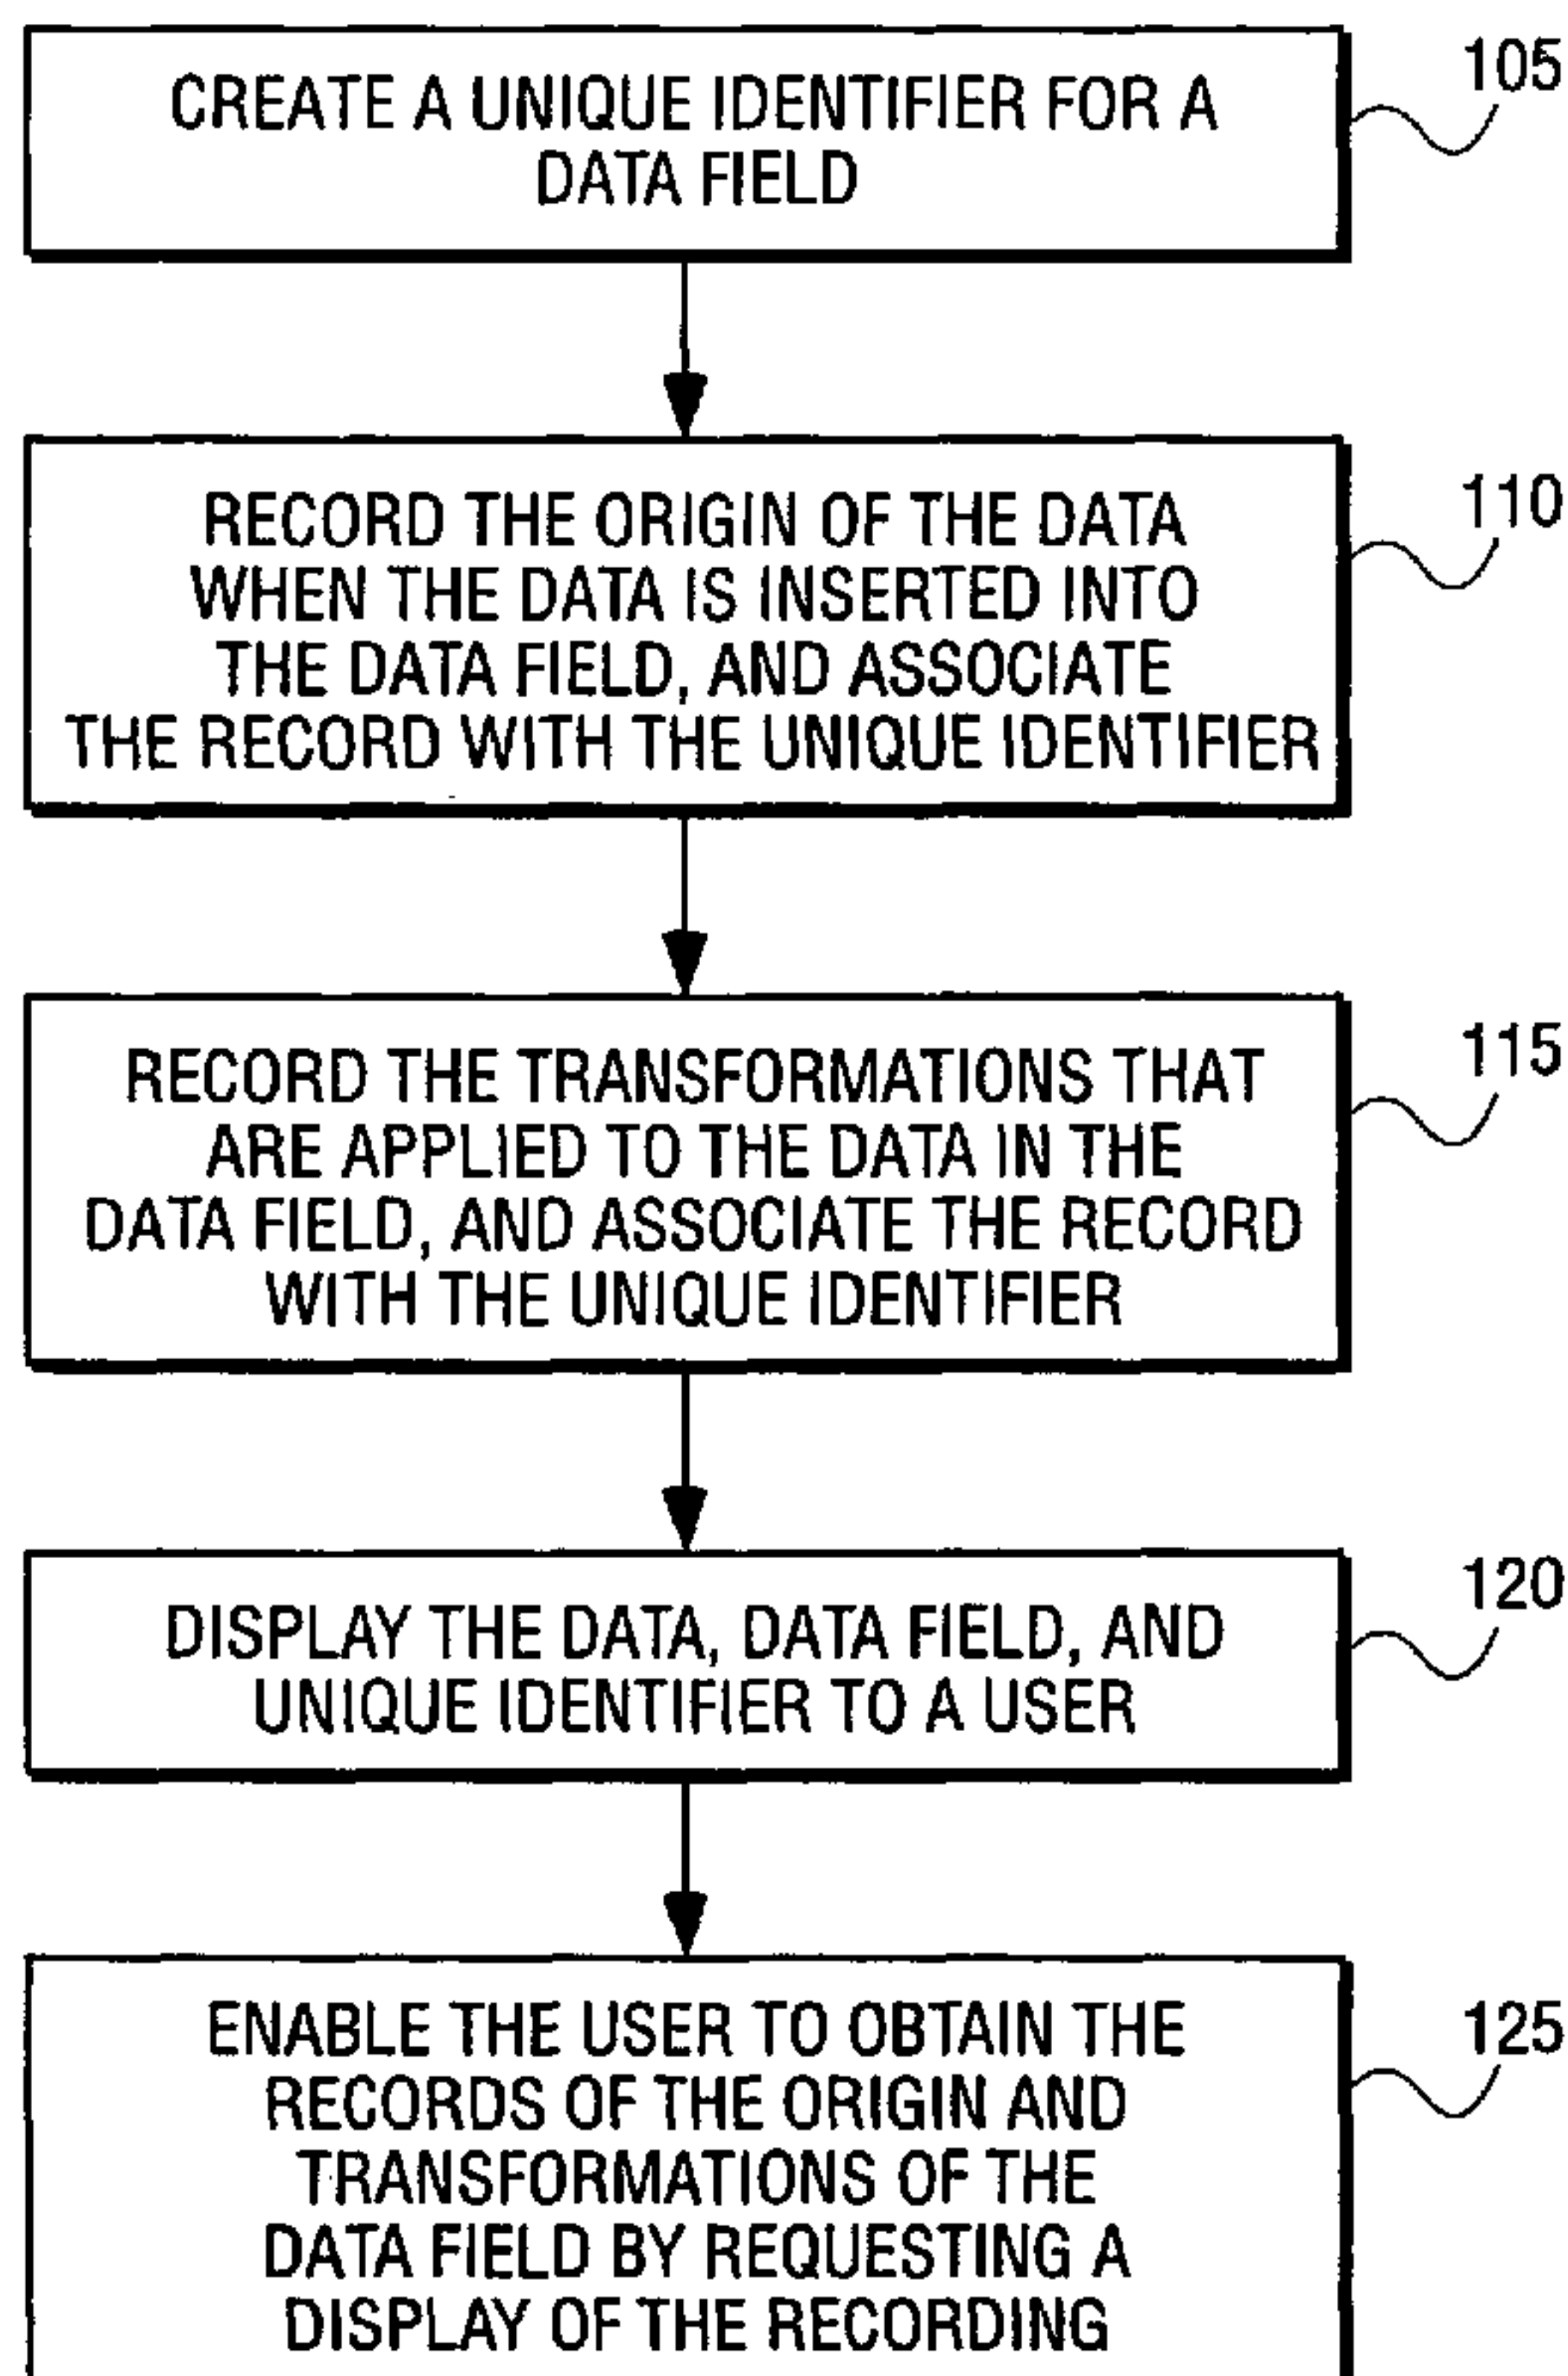 CREATE A UNIQUE IDENTIFIER FOR A
DATA FIELD
105
RECORD THE ORIGIN OF THE DATA
WHEN THE DATA IS INSERTED INTO
THE DATA FIELD, AND ASSOCIATE
THE RECORD WITH THE UNIQUE IDENTIFIER
110
RECORD THE TRANSFORMATIONS THAT
ARE APPLIED TO THE DATA IN THE
DATA FIELD, AND ASSOCIATE THE RECORD
WITH THE UNIQUE IDENTIFIER
115
DISPLAY THE DATA, DATA FIELD, AND
UNIQUE IDENTIFIER TO A USER
120
ENABLE THE USER TO OBTAIN THE
RECORDS OF THE ORIGIN AND
TRANSFORMATIONS OF THE
DATA FIELD BY REQUESTING A
DISPLAY OF THE RECORDING
125